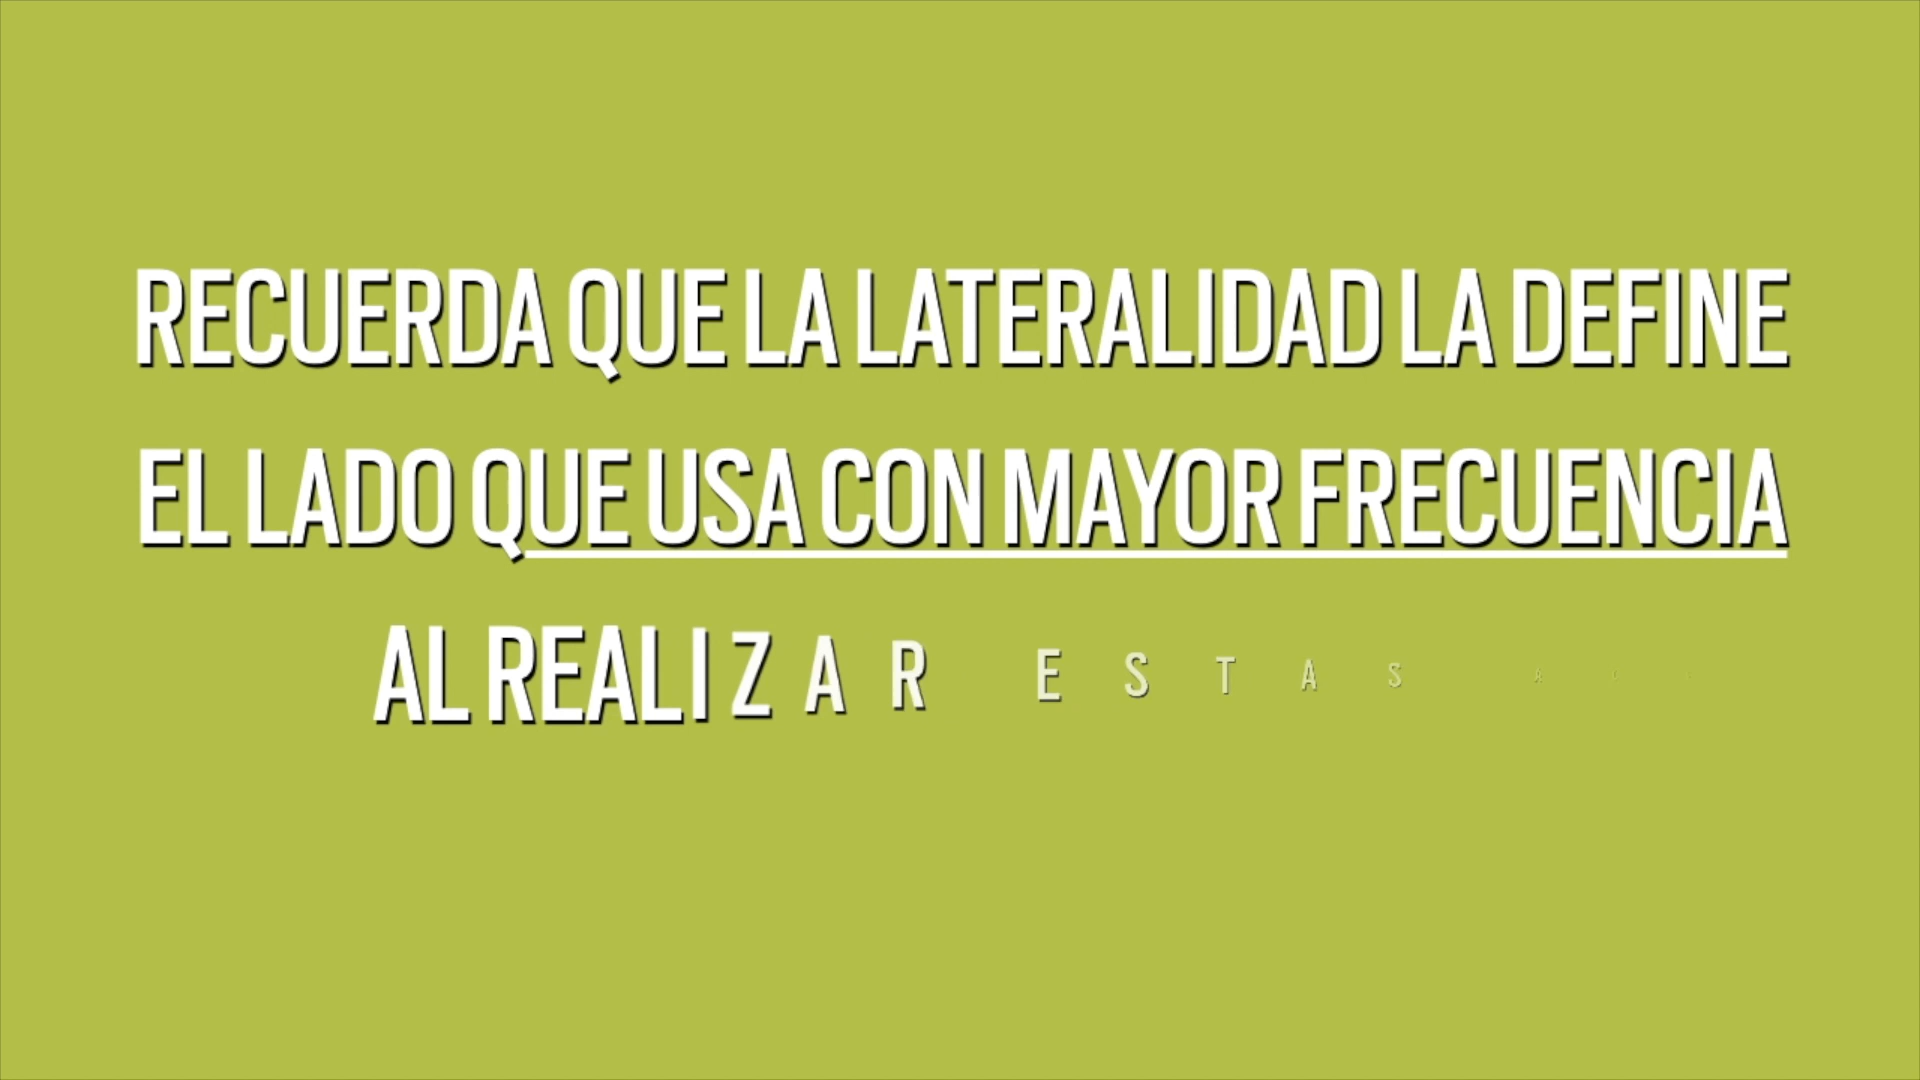 RECUERDA QUE LA LATERALIDAD LA DEFINE
EL LADO QUE USA CON MAYOR FRECUENCIA
AL REALIZAR ESTAS